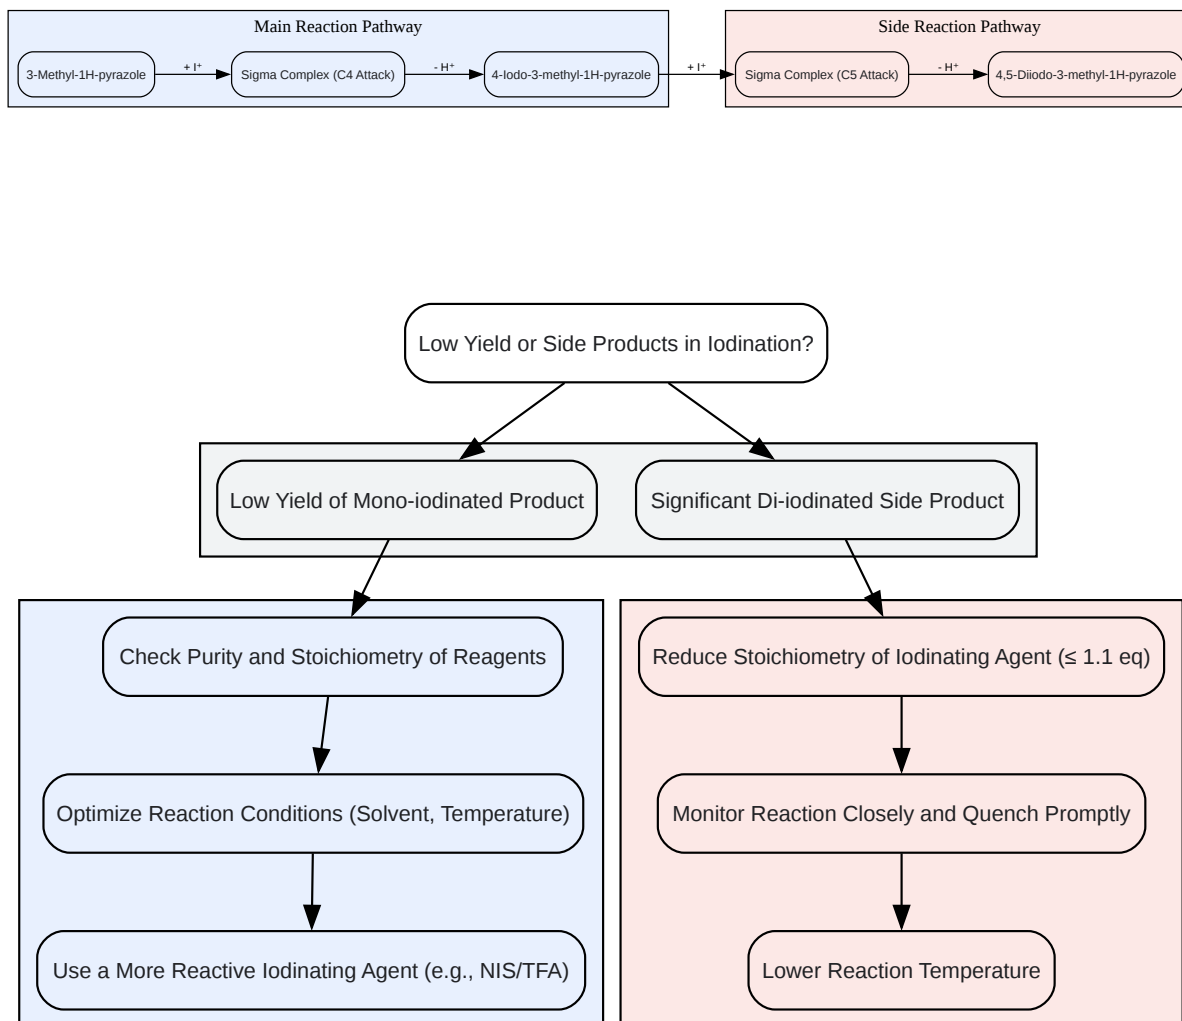 Main Reaction Pathway
Side Reaction Pathway
3-Methyl-1H-pyrazole
+ I⁺
Sigma Complex (C4 Attack)
- H⁺
4-Iodo-3-methyl-1H-pyrazole
+ I⁺
Sigma Complex (C5 Attack)
- H⁺
4,5-Diiodo-3-methyl-1H-pyrazole
Low Yield or Side Products in Iodination?
Low Yield of Mono-iodinated Product
Significant Di-iodinated Side Product
Check Purity and Stoichiometry of Reagents
Reduce Stoichiometry of Iodinating Agent (≤ 1.1 eq)
Optimize Reaction Conditions (Solvent, Temperature)
Monitor Reaction Closely and Quench Promptly
Use a More Reactive Iodinating Agent (e.g., NIS/TFA)
Lower Reaction Temperature